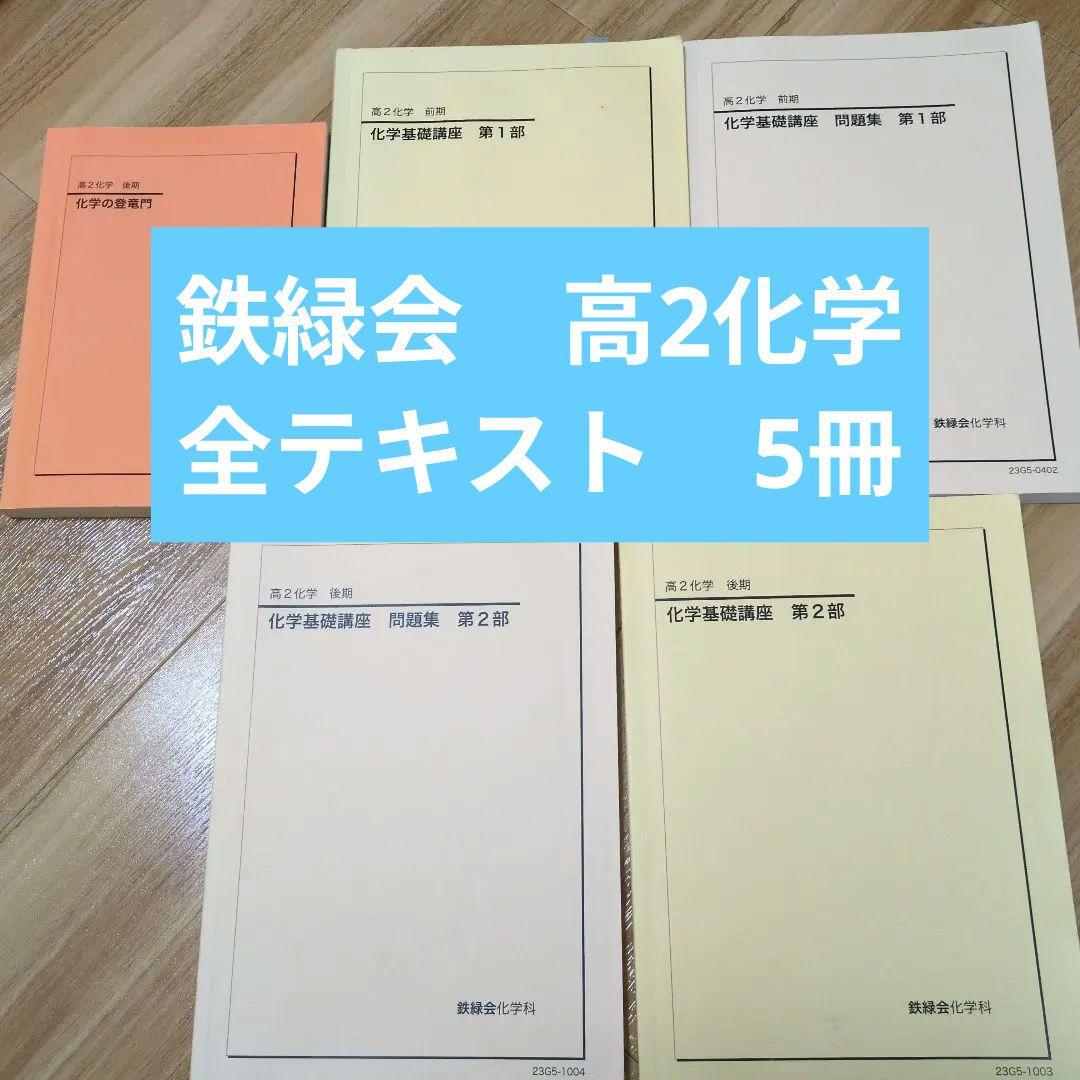 高2化学 後期
化学の登竜門
高2化学 前期
化学基礎講座 第1部
高2化学 前期
化学基礎講座 問題集 第1部
鉄緑会化学科
23G5-0402
鉄緑会 高2化学
全テキスト 5冊
高2化学 後期
化学基礎講座 問題集 第2部
鉄緑会化学科
23G5-1004
高2化学 後期
化学基礎講座 第2部
鉄緑会化学科
23G5-1003